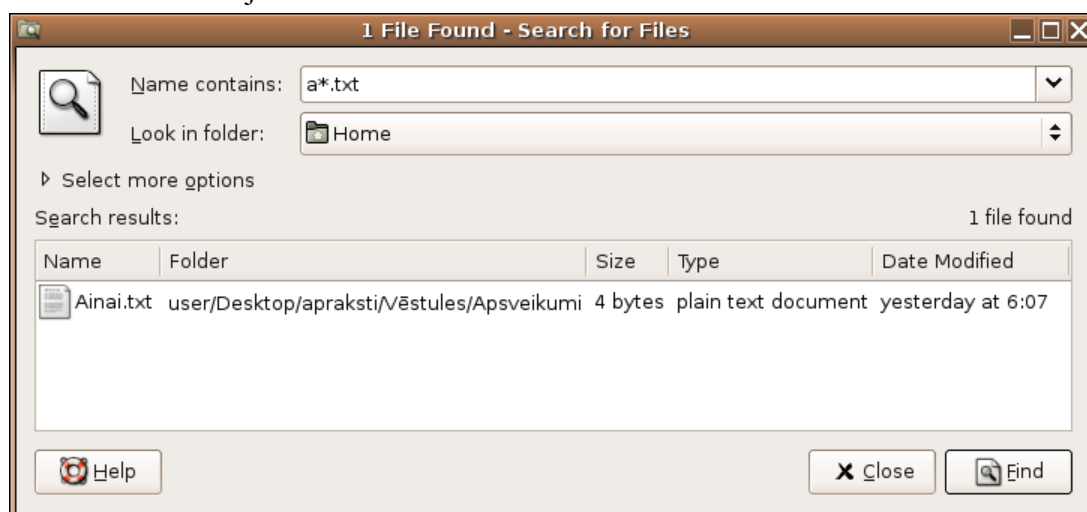 1 File Found - Search for Files
Name contains: a*.txt
Look in folder: Home
Select more options
Search results: 1 file found
Name Folder Size Type Date Modified
Ainai.txt user/Desktop/apraksti/Vēstules/Apsveikumi 4 bytes plain text document yesterday at 6:07
Help Close Find